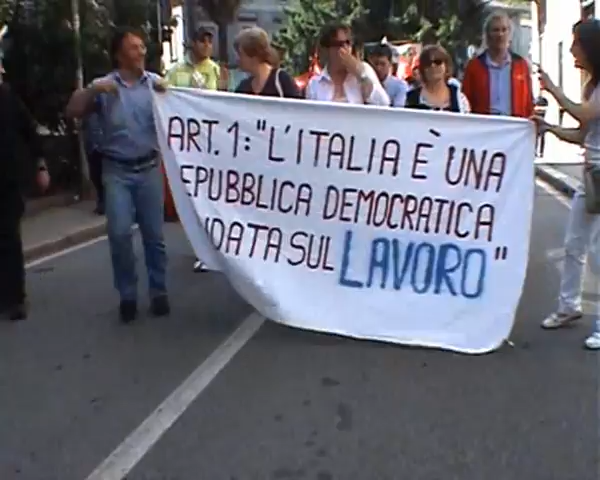 ART. 1: "L'ITALIA È UNA
EPUBBLICA DEMOCRATICA
DATA SUL LAVORO"